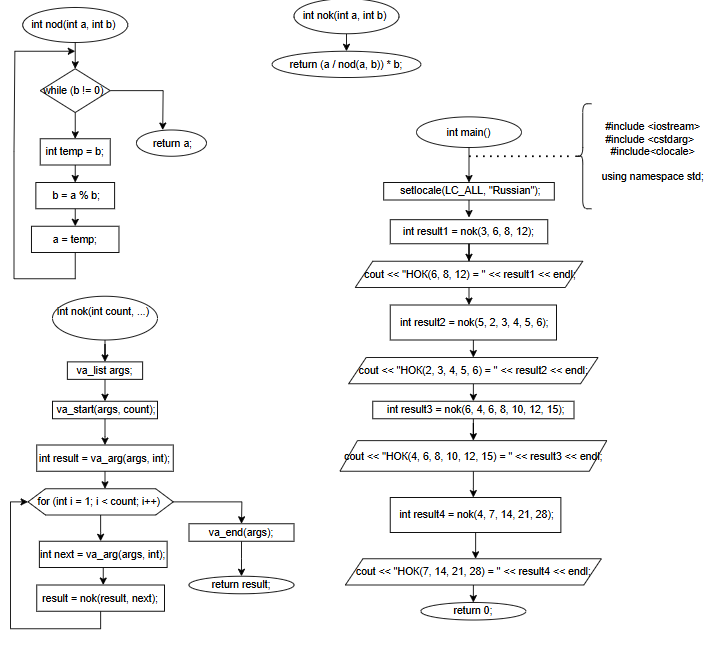 int nod(int a, int b)
while (b != 0)
return a;
int temp = b;
b = a % b;
a = temp;
int nok(int a, int b)
return (a / nod(a, b)) * b;
int nok(int count, ...)
va_list args;
va_start(args, count);
int result = va_arg(args, int);
for (int i = 1; i < count; i++)
va_end(args);
int next = va_arg(args, int);
return result;
result = nok(result, next);
int main()
#include <iostream>
#include <cstdarg>
#include<clocale>
using namespace std;
setlocale(LC_ALL, "Russian");
int result1 = nok(3, 6, 8, 12);
cout << "НОК(6, 8, 12) = " << result1 << endl;
int result2 = nok(5, 2, 3, 4, 5, 6);
cout << "НОК(2, 3, 4, 5, 6) = " << result2 << endl;
int result3 = nok(6, 4, 6, 8, 10, 12, 15);
cout << "НОК(4, 6, 8, 10, 12, 15) = " << result3 << endl;
int result4 = nok(4, 7, 14, 21, 28);
cout << "НОК(7, 14, 21, 28) = " << result4 << endl;
return 0;